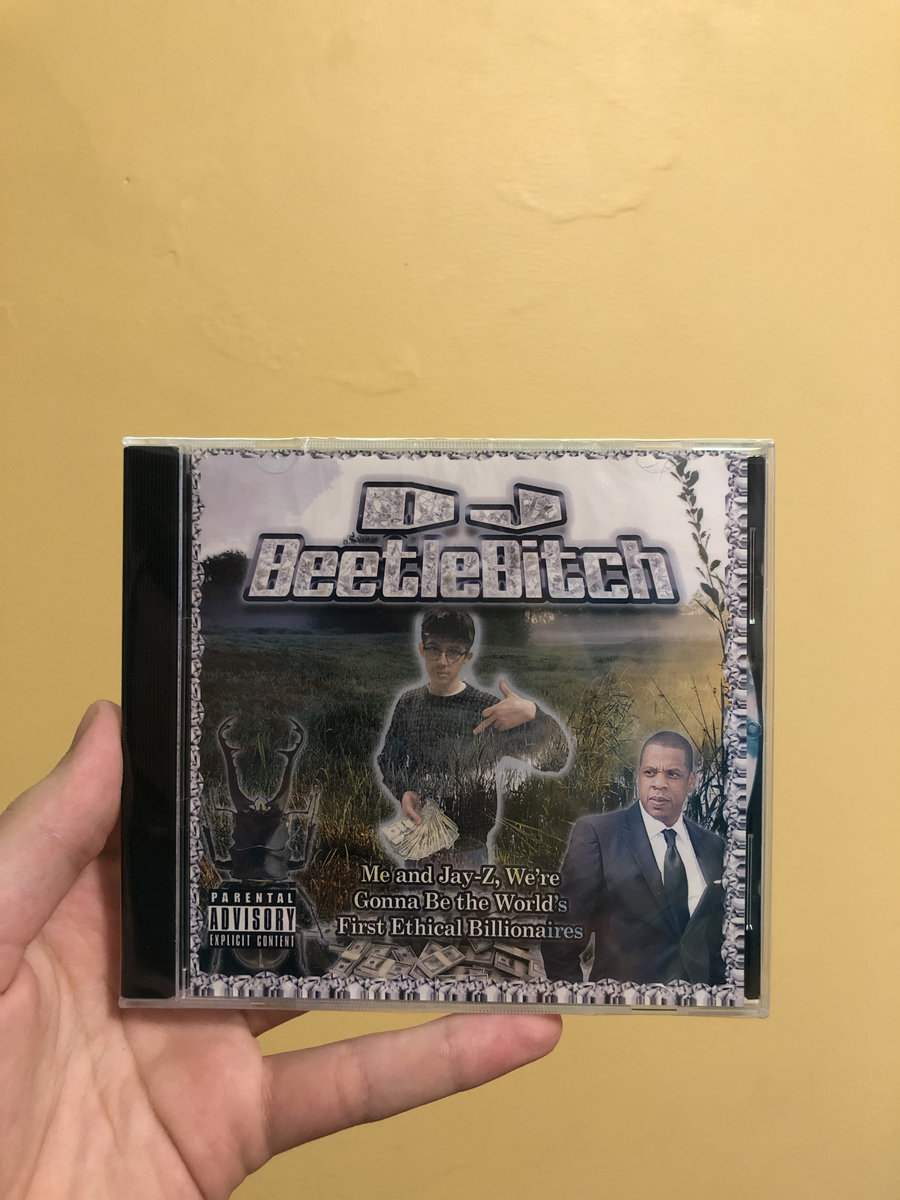 DJ
BeetleBitch
Me and Jay-Z, We're
Gonna Be the World's
First Ethical Billionaires
PARENTAL
ADVISORY
EXPLICIT CONTENT